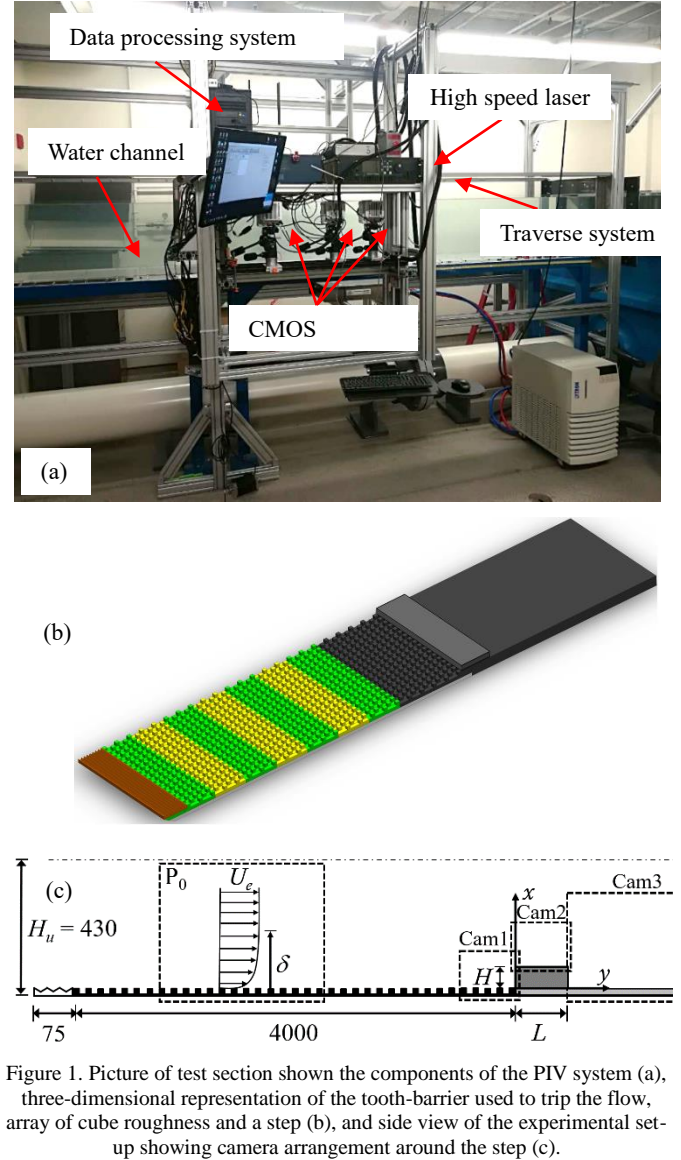 Data processing system
High speed laser
Water channel
Traverse system
CMOS
(a)
(b)
(c)
P0
Ue
x
Cam3
Cam2
Hu = 430
δ
Cam1
H
y
75
4000
L
Figure 1. Picture of test section shown the components of the PIV system (a),
three-dimensional representation of the tooth-barrier used to trip the flow,
array of cube roughness and a step (b), and side view of the experimental set-
up showing camera arrangement around the step (c).